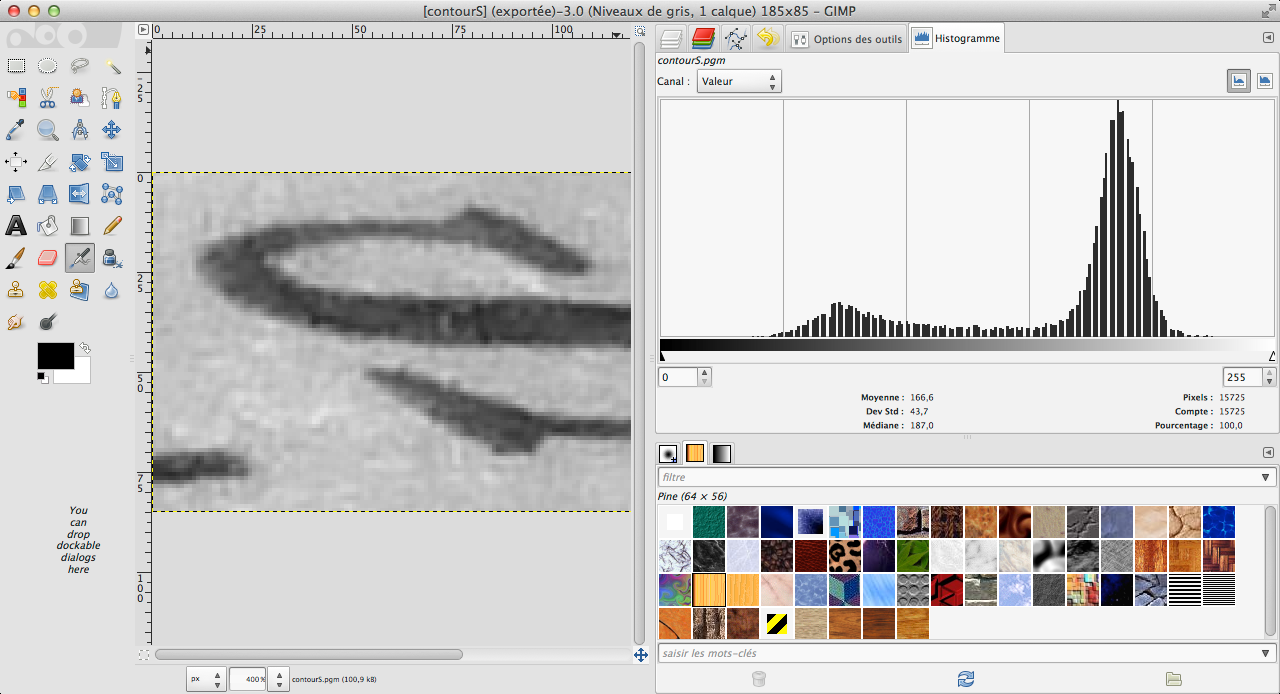 [contourS] (exportée)-3.0 (Niveaux de gris, 1 calque) 185x85 – GIMP
Options des outils
Histogramme
0 25 50 75 100
25
0
25
50
75
100
contourS.pgm
Canal : Valeur
0 255
Moyenne : 166,6 Pixels : 15725
Dev Std : 43,7 Compte : 15725
Médiane : 187,0 Pourcentage : 100,0
filtre
Pine (64 × 56)
You
can
drop
dockable
dialogs
here
saisir les mots-clés
px 400% contourS.pgm (100,9 kB)